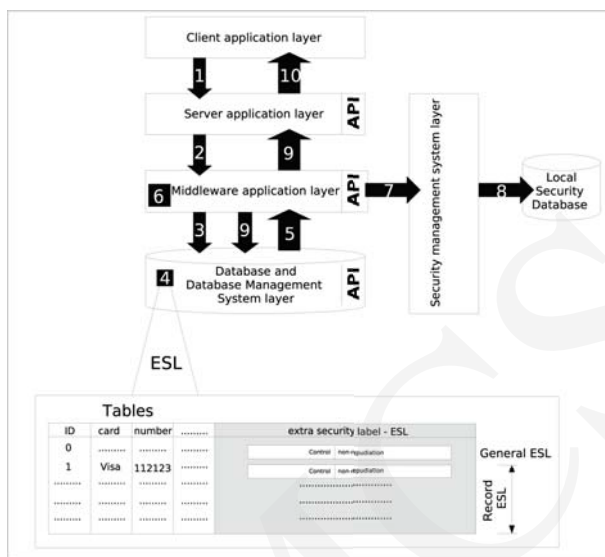 Client application layer
1
10
Server application layer
API
2
9
6
Middleware application layer
API
7
Security management system layer
8
Local
Security
Database
3
9
5
4
Database and
Database Management
System layer
API
ESL
Tables
ID card number .........
extra security label - ESL
0 ......... ......... .........
Control non-repudiation
General ESL
1 Visa 112123 .........
Control non-repudiation
Record
ESL
......... ......... ......... ......... ...................
......... ......... ......... ......... ...................
......... ......... ......... ......... ...................